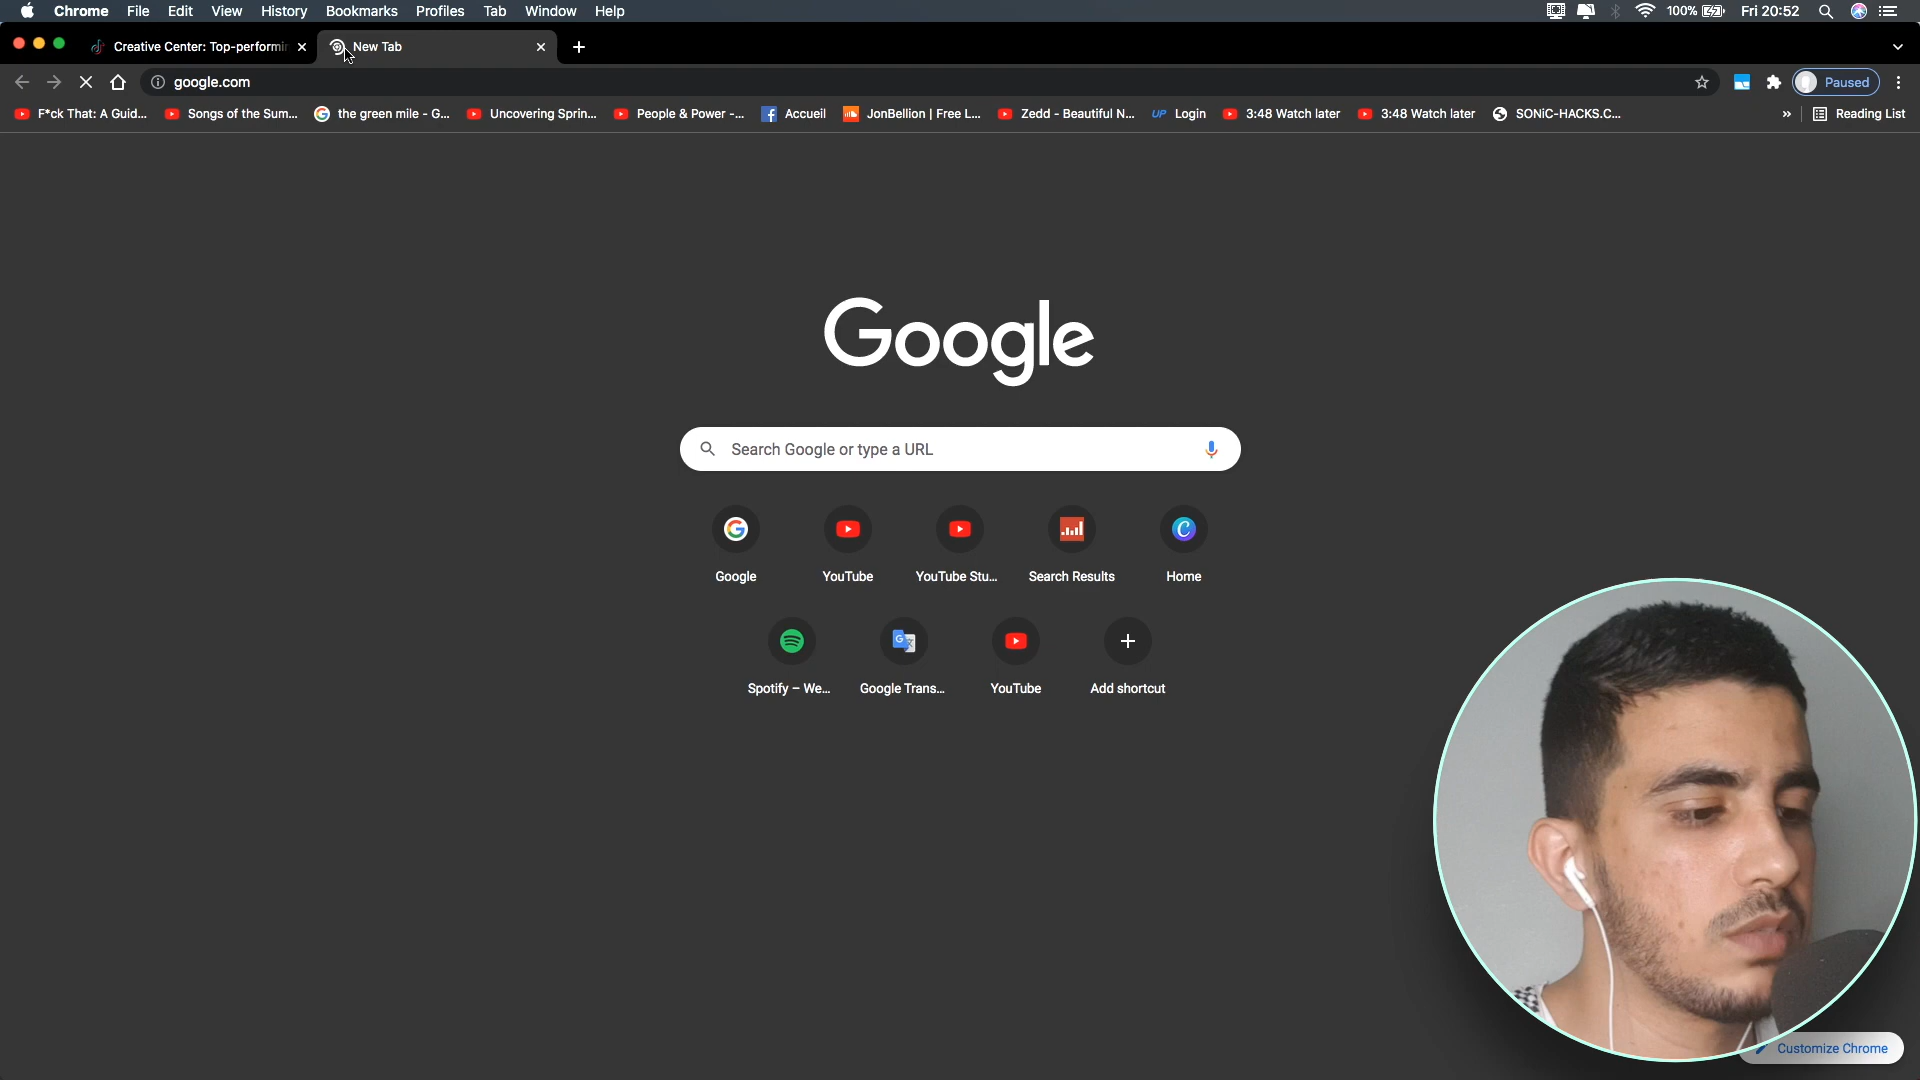 Chrome File Edit View History Bookmarks Profiles Tab Window Help 100% Fri 20:52
Creative Center: Top-performin New Tab
google.com Paused
F*ck That: A Guid... Songs of the Sum... the green mile - G... Uncovering Sprin... People & Power -... Accueil JonBellion | Free L... Zedd - Beautiful N... UP Login 3:48 Watch later 3:48 Watch later SONiC-HACKS.C... » Reading List
Google
Search Google or type a URL
Google YouTube YouTube Stu... Search Results Home
Spotify – We... Google Trans... YouTube Add shortcut
Customize Chrome